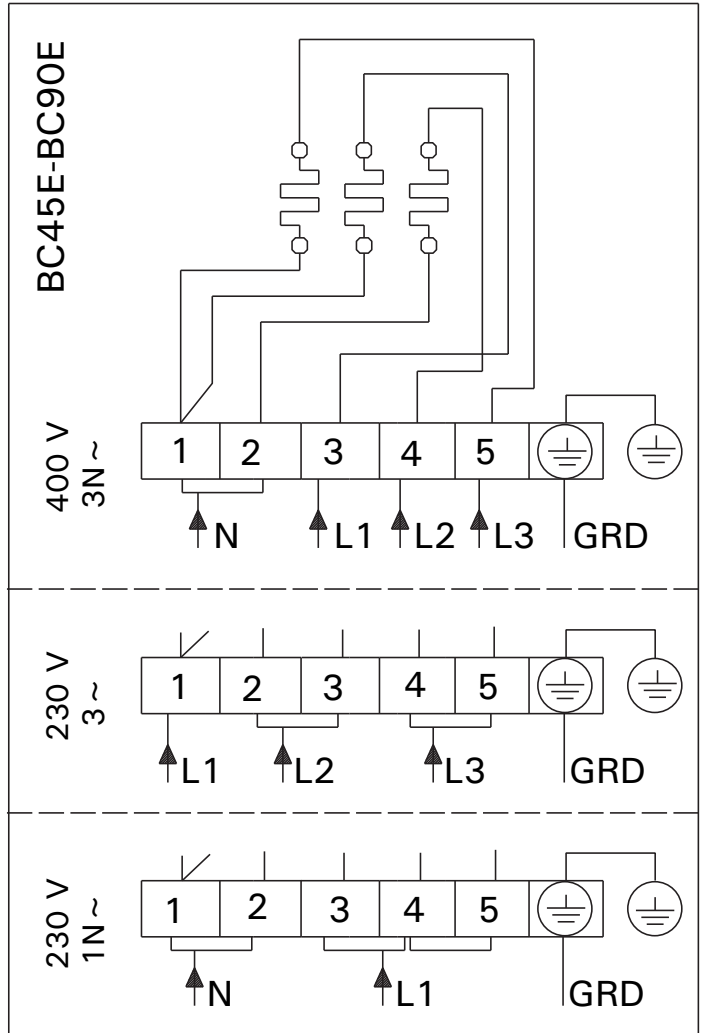 BC45E-BC90E
400 V
3N ~
1 2 3 4 5
N L1 L2 L3 GRD
230 V
3 ~
1 2 3 4 5
L1 L2 L3 GRD
230 V
1N ~
1 2 3 4 5
N L1 GRD